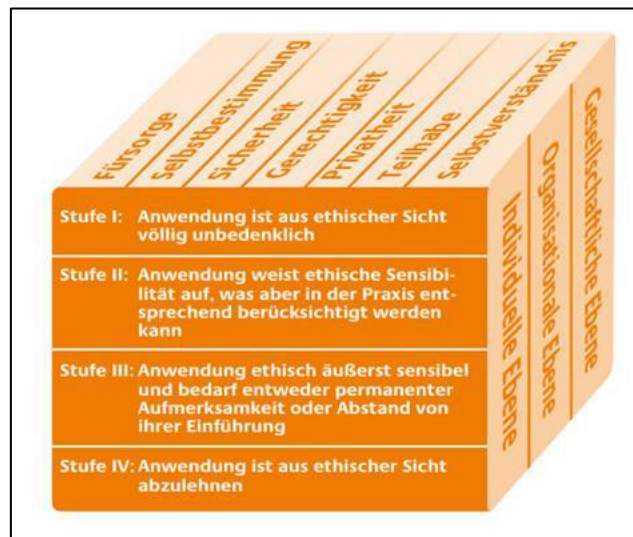 Fürsorge
Selbstbestimmung
Sicherheit
Gerechtigkeit
Privatheit
Teilhabe
Selbstverständnis
Stufe I: Anwendung ist aus ethischer Sicht
völlig unbedenklich
Stufe II: Anwendung weist ethische Sensibi-
lität auf, was aber in der Praxis ent-
sprechend berücksichtigt werden
kann
Stufe III: Anwendung ethisch äußerst sensibel
und bedarf entweder permanenter
Aufmerksamkeit oder Abstand von
ihrer Einführung
Stufe IV: Anwendung ist aus ethischer Sicht
abzulehnen
Individuelle Ebene
Organisationale Ebene
Gesellschaftliche Ebene